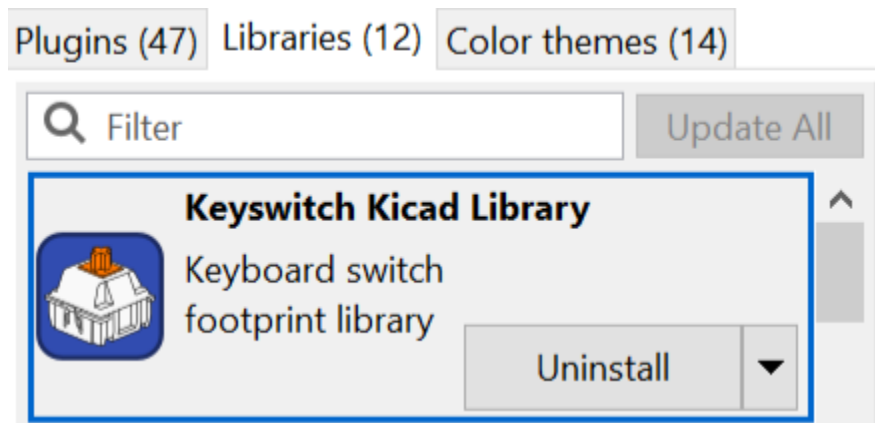 Plugins (47) Libraries (12) Color themes (14)
Filter Update All
Keyswitch Kicad Library
Keyboard switch
footprint library
Uninstall